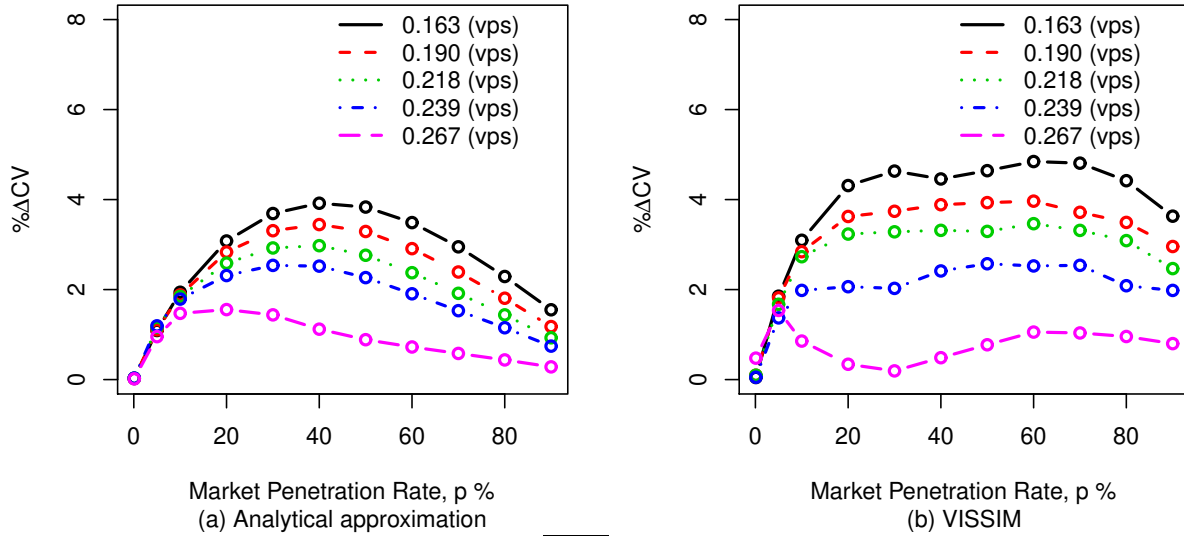 8
6
4
2
0
%ΔCV
0.163 (vps)
0.190 (vps)
0.218 (vps)
0.239 (vps)
0.267 (vps)
0 20 40 60 80
Market Penetration Rate, p %
(a) Analytical approximation
8
6
4
2
0
%ΔCV
0.163 (vps)
0.190 (vps)
0.218 (vps)
0.239 (vps)
0.267 (vps)
0 20 40 60 80
Market Penetration Rate, p %
(b) VISSIM